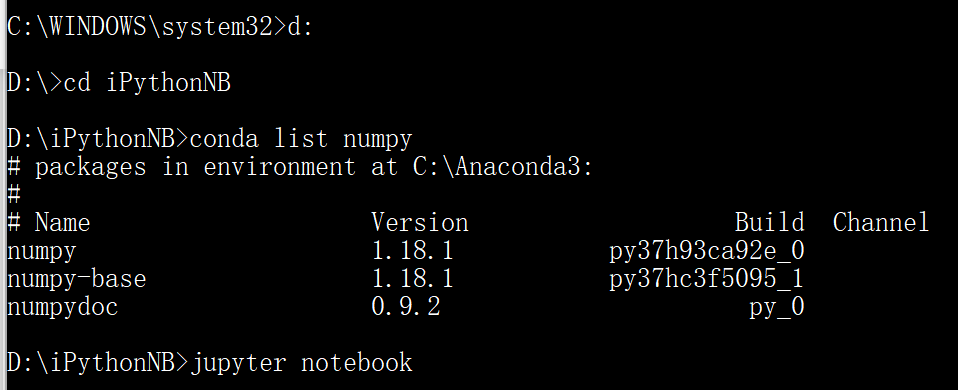 C:\WINDOWS\system32>d:
D:\>cd iPythonNB
D:\iPythonNB>conda list numpy
# packages in environment at C:\Anaconda3:
#
# Name                    Version                   Build  Channel
numpy                     1.18.1           py37h93ca92e_0
numpy-base                1.18.1           py37hc3f5095_1
numpydoc                  0.9.2                     py_0
D:\iPythonNB>jupyter notebook